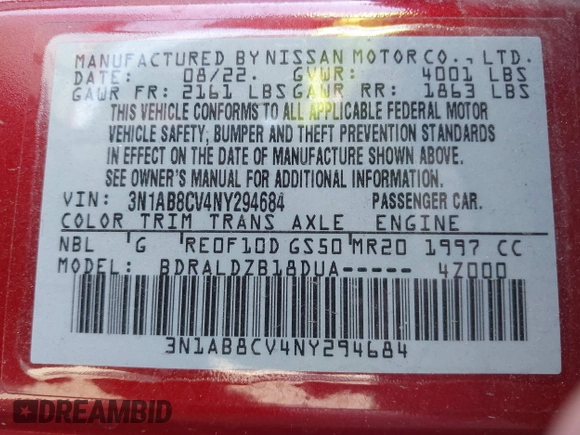 MANUFACTURED BY NISSAN MOTOR CO., LTD.
DATE: 08/22. GVWR: 4001 LBS
GAWR FR: 2161 LBS GAWR RR: 1863 LBS
THIS VEHICLE CONFORMS TO ALL APPLICABLE FEDERAL MOTOR
VEHICLE SAFETY, BUMPER AND THEFT PREVENTION STANDARDS
IN EFFECT ON THE DATE OF MANUFACTURE SHOWN ABOVE.
SEE OWNER'S MANUAL FOR ADDITIONAL INFORMATION.
VIN: 3N1AB8CV4NY294684 PASSENGER CAR.
COLOR TRIM TRANS AXLE ENGINE
NBL G RE0F10D GS50 MR20 1997 CC
MODEL: BDRALDZB18DUA----- 4Z000
3N1AB8CV4NY294684
DREAMBID